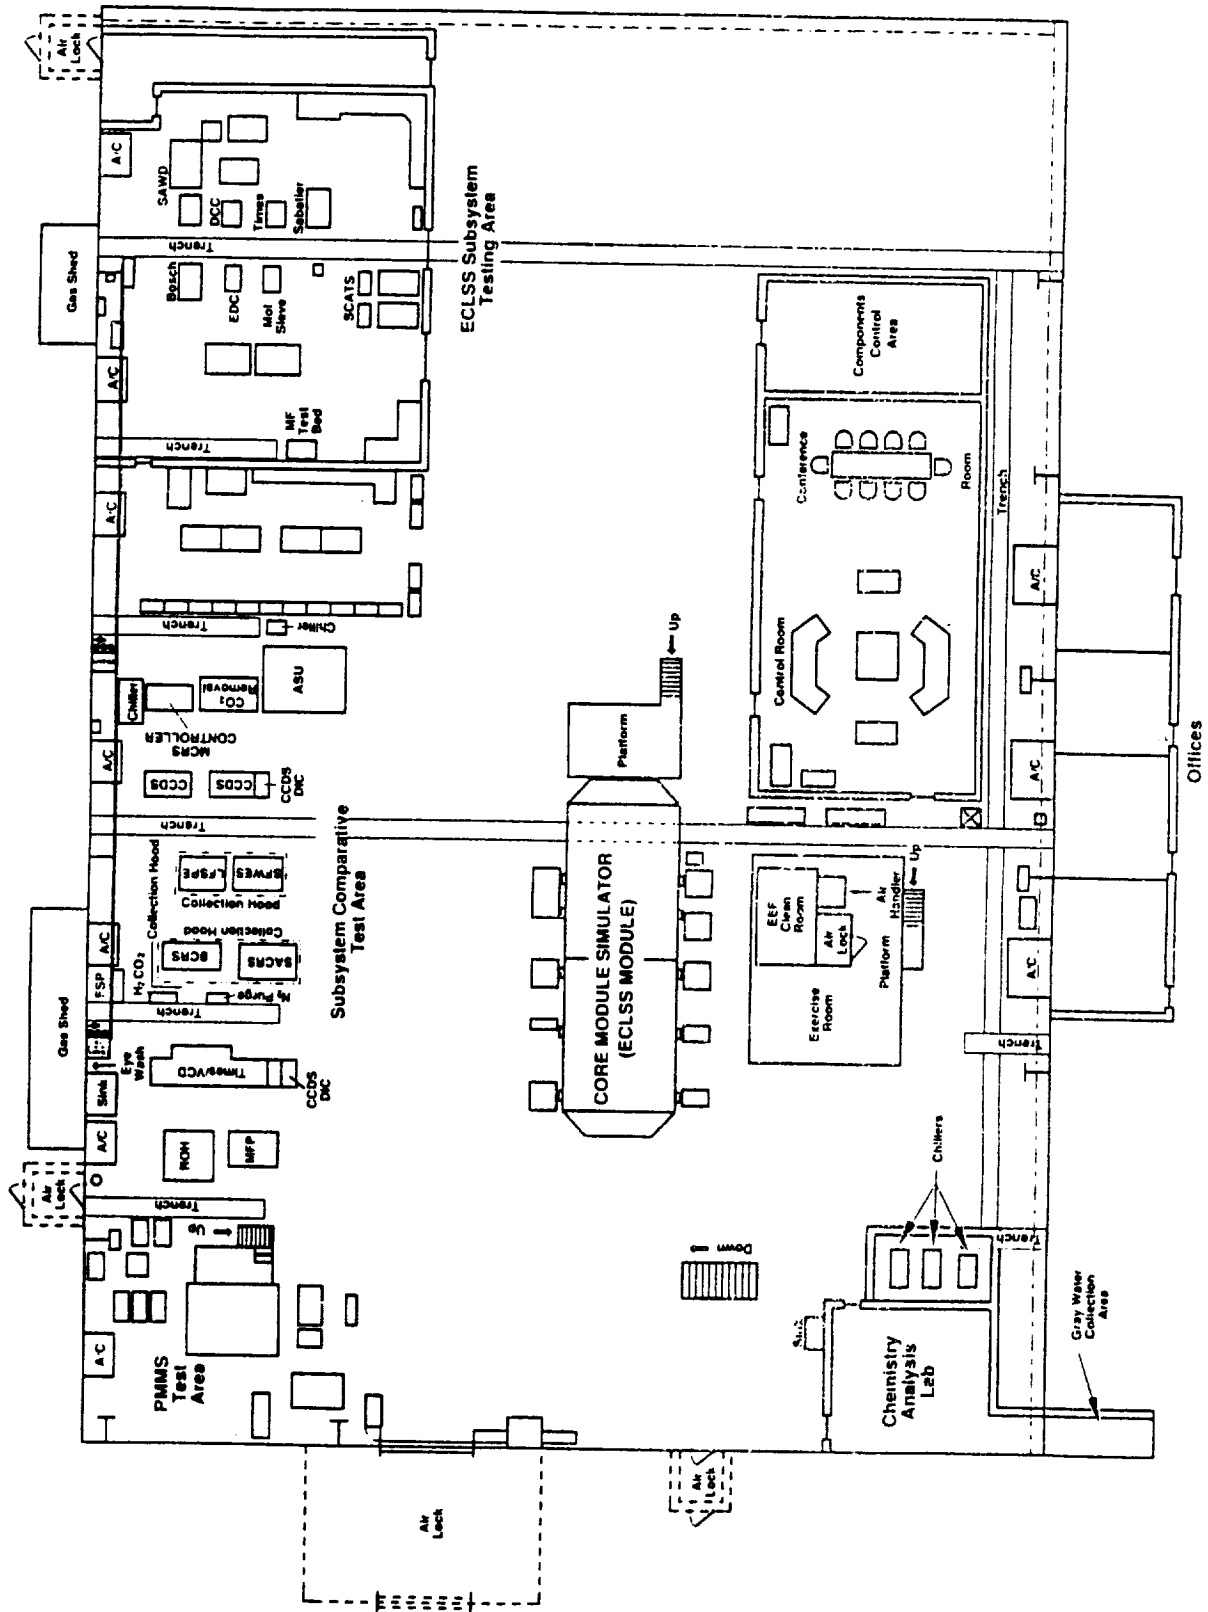 Air
Lock
A/C
SAWD
DCC
Times
Sabatier
Trench
Gas Shed
Bosch
EDC
Mol
Sieve
SCATS
ECLSS Subsystem
Testing Area
A/C
MF
Test
Bed
Trench
A/C
Trench
Chiller
Chiller
CO2
Removal
ASU
MCRS
CONTROLLER
A/C
CCDS
CCDS
CCDS
DIC
Trench
Subsystem Comparative
Test Area
Collection Hood
LFSPE
SFWES
Collection Hood
Collection Hood
BCRS
SACRS
A/C
FSP
H2 CO2
N2 Purge
Trench
Gas Shed
Eye
Wash
Sink
Times/VCD
CCDS
DIC
A/C
ROH
MFP
Air
Lock
Trench
Up
A/C
PMMS
Test
Area
Air
Lock
Up
Platform
CORE MODULE SIMULATOR
(ECLSS MODULE)
Down
Air
Lock
Components
Control
Area
Conference
Room
Control Room
Trench
EEF
Clean
Room
Air
Lock
Air
Handler
Up
Platform
Exercise
Room
Chillers
Trench
Trench
Sink
Chemistry
Analysis
Lab
Gray Water
Collection
Area
A/C
A/C
A/C
Offices